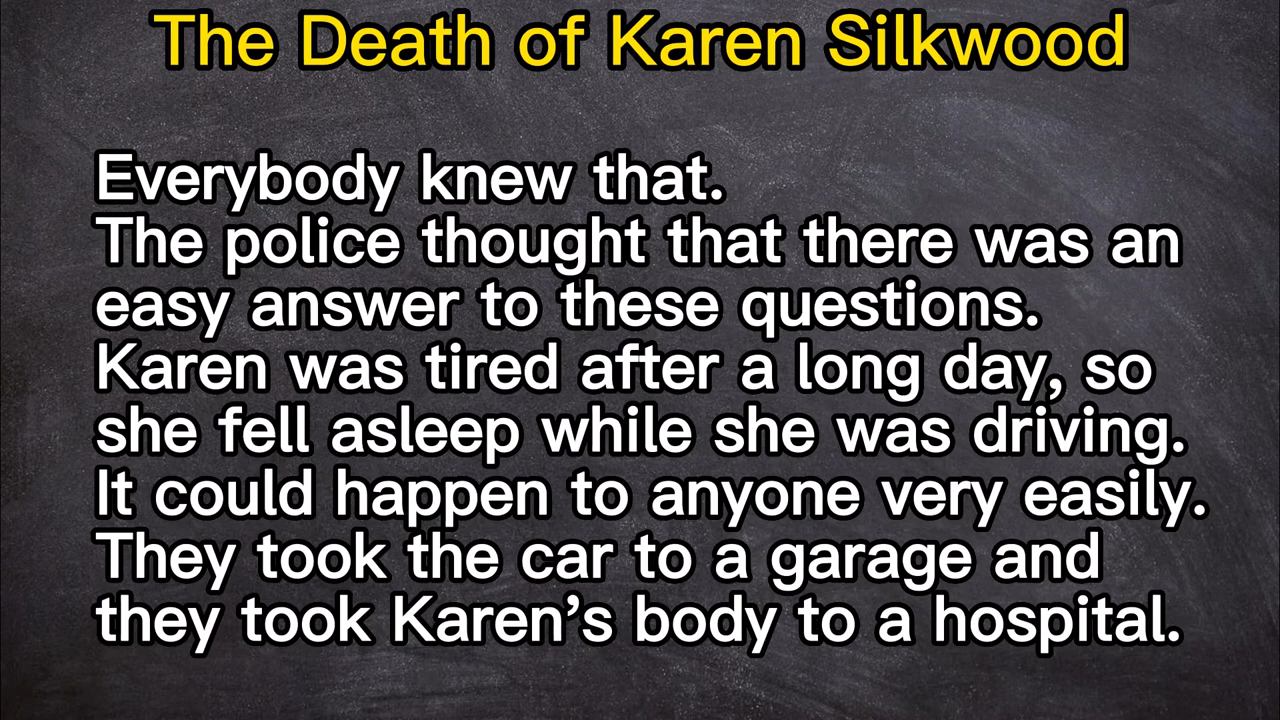 The Death of Karen Silkwood
Everybody knew that.
The police thought that there was an
easy answer to these questions.
Karen was tired after a long day, so
she fell asleep while she was driving.
It could happen to anyone very easily.
They took the car to a garage and
they took Karen’s body to a hospital.